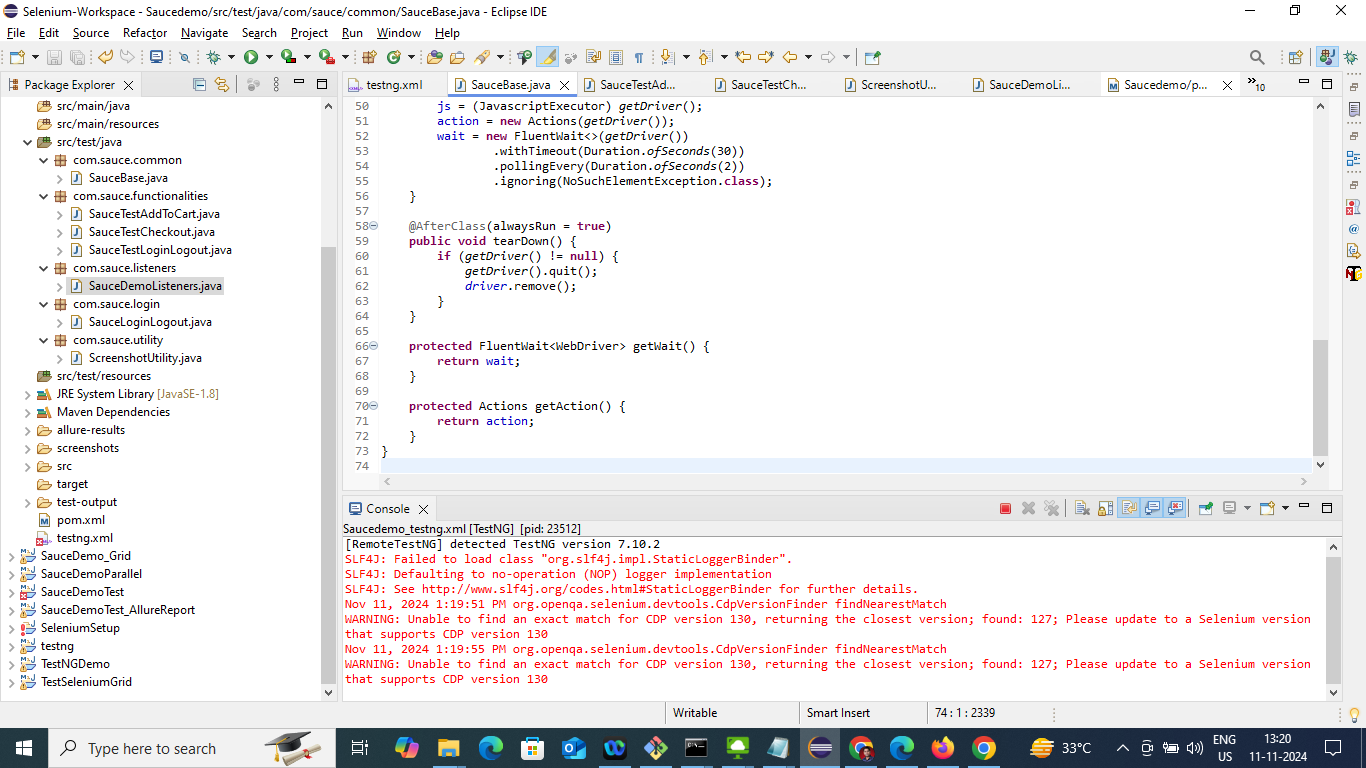 Selenium-Workspace - Saucedemo/src/test/java/com/sauce/common/SauceBase.java - Eclipse IDE
File Edit Source Refactor Navigate Search Project Run Window Help
Package Explorer
src/main/java
src/main/resources
src/test/java
com.sauce.common
SauceBase.java
com.sauce.functionalities
SauceTestAddToCart.java
SauceTestCheckout.java
SauceTestLoginLogout.java
com.sauce.listeners
SauceDemoListeners.java
com.sauce.login
SauceLoginLogout.java
com.sauce.utility
ScreenshotUtility.java
src/test/resources
JRE System Library [JavaSE-1.8]
Maven Dependencies
allure-results
screenshots
src
target
test-output
pom.xml
testng.xml
SauceDemo_Grid
SauceDemoParallel
SauceDemoTest
SauceDemoTest_AllureReport
SeleniumSetup
testng
TestNGDemo
TestSeleniumGrid
testng.xml SauceBase.java SauceTestAd... SauceTestCh... ScreenshotU... SauceDemoLi... Saucedemo/p... »10
50 js = (JavascriptExecutor) getDriver();
51 action = new Actions(getDriver());
52 wait = new FluentWait<>(getDriver())
53 .withTimeout(Duration.ofSeconds(30))
54 .pollingEvery(Duration.ofSeconds(2))
55 .ignoring(NoSuchElementException.class);
56 }
57
58 @AfterClass(alwaysRun = true)
59 public void tearDown() {
60 if (getDriver() != null) {
61 getDriver().quit();
62 driver.remove();
63 }
64 }
65
66 protected FluentWait<WebDriver> getWait() {
67 return wait;
68 }
69
70 protected Actions getAction() {
71 return action;
72 }
73 }
74
Console
Saucedemo_testng.xml [TestNG] [pid: 23512]
[RemoteTestNG] detected TestNG version 7.10.2
SLF4J: Failed to load class "org.slf4j.impl.StaticLoggerBinder".
SLF4J: Defaulting to no-operation (NOP) logger implementation
SLF4J: See http://www.slf4j.org/codes.html#StaticLoggerBinder for further details.
Nov 11, 2024 1:19:51 PM org.openqa.selenium.devtools.CdpVersionFinder findNearestMatch
WARNING: Unable to find an exact match for CDP version 130, returning the closest version; found: 127; Please update to a Selenium version
that supports CDP version 130
Nov 11, 2024 1:19:55 PM org.openqa.selenium.devtools.CdpVersionFinder findNearestMatch
WARNING: Unable to find an exact match for CDP version 130, returning the closest version; found: 127; Please update to a Selenium version
that supports CDP version 130
Writable Smart Insert 74 : 1 : 2339
Type here to search
33°C
ENG
US
13:20
11-11-2024